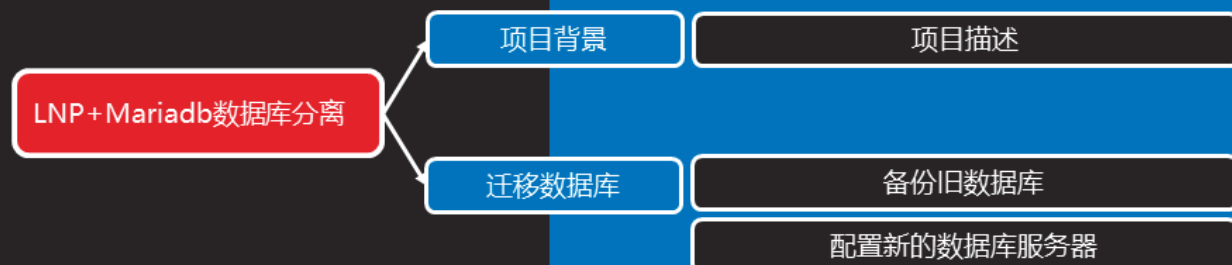 项目背景
项目描述
LNP+Mariadb数据库分离
迁移数据库
备份旧数据库
配置新的数据库服务器